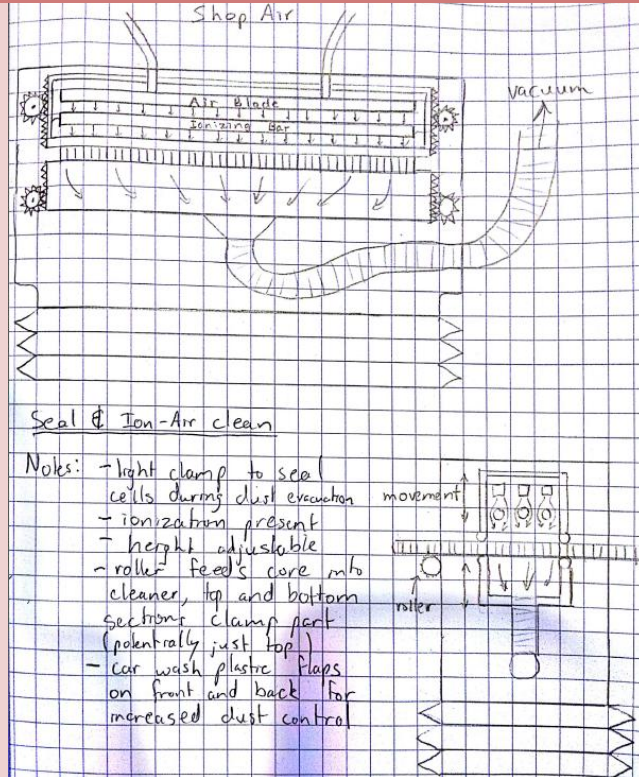 Shop Air
vacuum
Air Blade
Ionizing Bar
Seal & Ion-Air clean
Notes: - light clamp to seal
cells during dust evacuation
- ionization present
- height adjustable
- roller feeds core into
cleaner, top and bottom
sections clamp part
(potentially just top)
- car wash plastic flaps
on front and back for
increased dust control
movement
roller